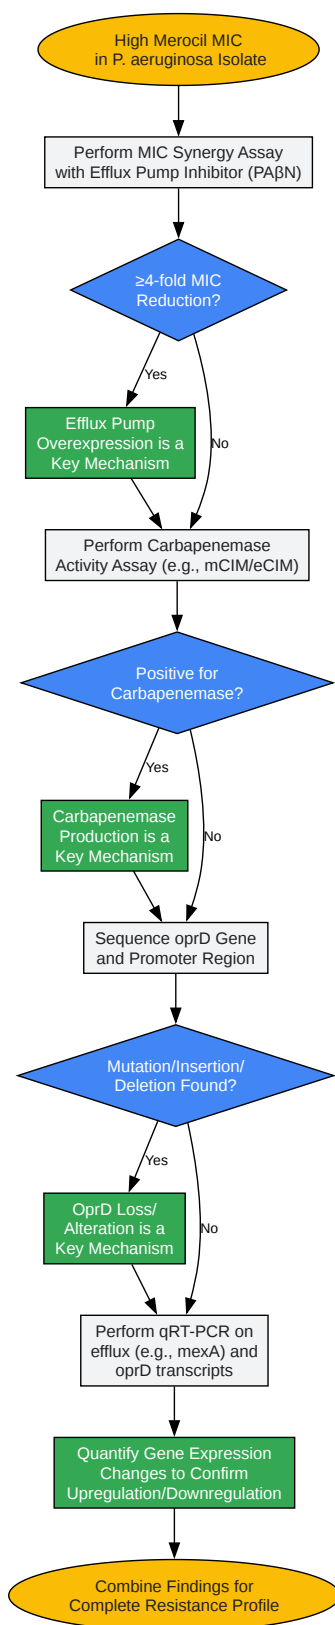 High Merocil MIC
in P. aeruginosa Isolate
Perform MIC Synergy Assay
with Efflux Pump Inhibitor (PAβN)
≥4-fold MIC
Reduction?
Yes
Efflux Pump
Overexpression is a
Key Mechanism
No
Perform Carbapenemase
Activity Assay (e.g., mCIM/eCIM)
Positive for
Carbapenemase?
Yes
Carbapenemase
Production is a
Key Mechanism
No
Sequence oprD Gene
and Promoter Region
Mutation/Insertion/
Deletion Found?
Yes
OprD Loss/
Alteration is a
Key Mechanism
No
Perform qRT-PCR on
efflux (e.g., mexA) and
oprD transcripts
Quantify Gene Expression
Changes to Confirm
Upregulation/Downregulation
Combine Findings for
Complete Resistance Profile